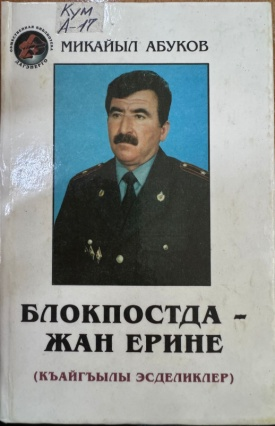 Кум
А-17
МИКАЙЫЛ АБУКОВ
БЛОКПОСТДА –
ЖАН ЕРИНЕ
(КЪАЙГЪЫЛЫ ЭСДЕЛИКЛЕР)